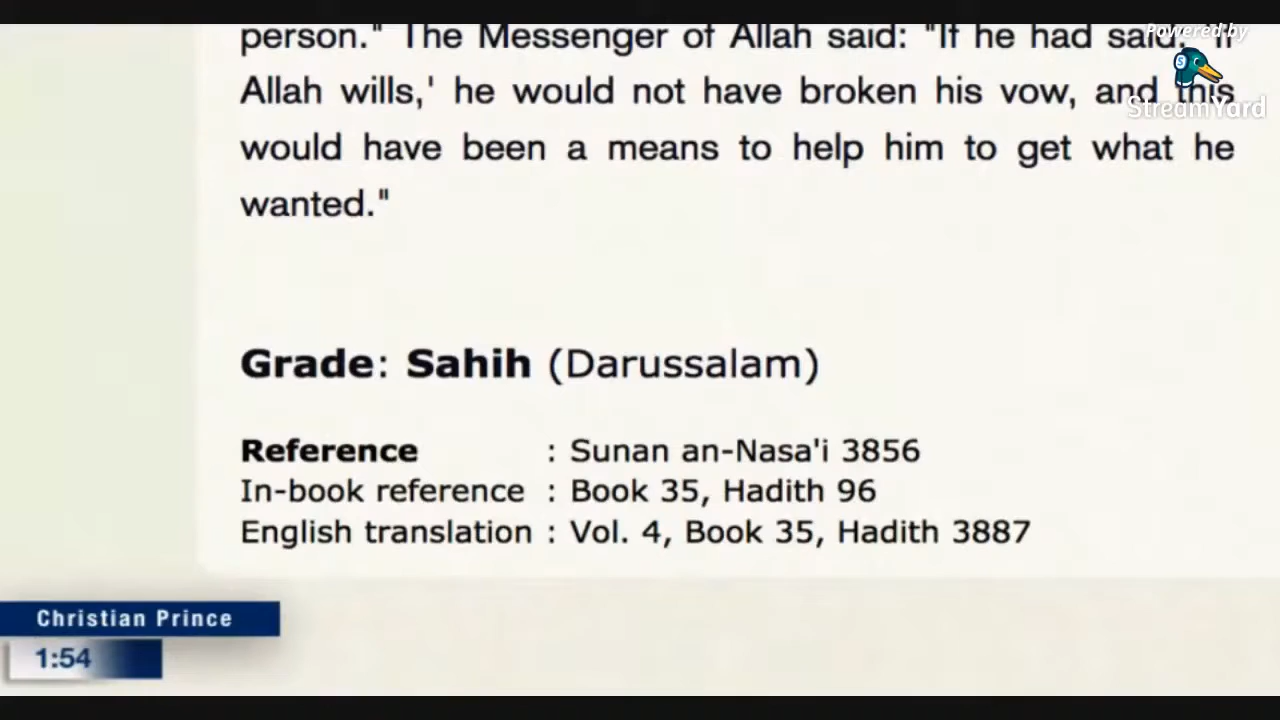 person." The Messenger of Allah said: "If he had said: 'If
Powered by
Allah wills,' he would not have broken his vow, and this
StreamYard
would have been a means to help him to get what he
wanted."
Grade: Sahih (Darussalam)
Reference : Sunan an-Nasa'i 3856
In-book reference : Book 35, Hadith 96
English translation : Vol. 4, Book 35, Hadith 3887
Christian Prince
1:54